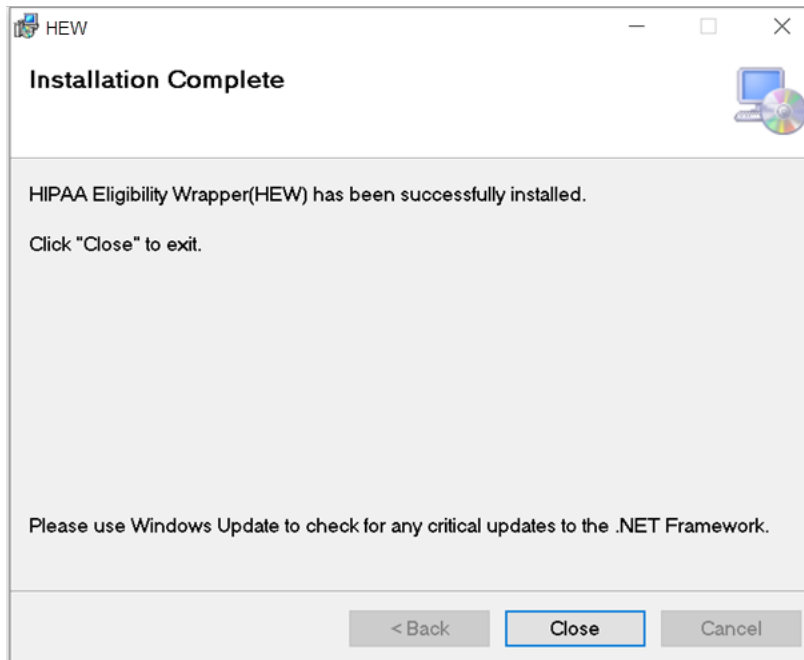 HEW
Installation Complete
HIPAA Eligibility Wrapper(HEW) has been successfully installed.
Click "Close" to exit.
Please use Windows Update to check for any critical updates to the .NET Framework.
< Back Close Cancel